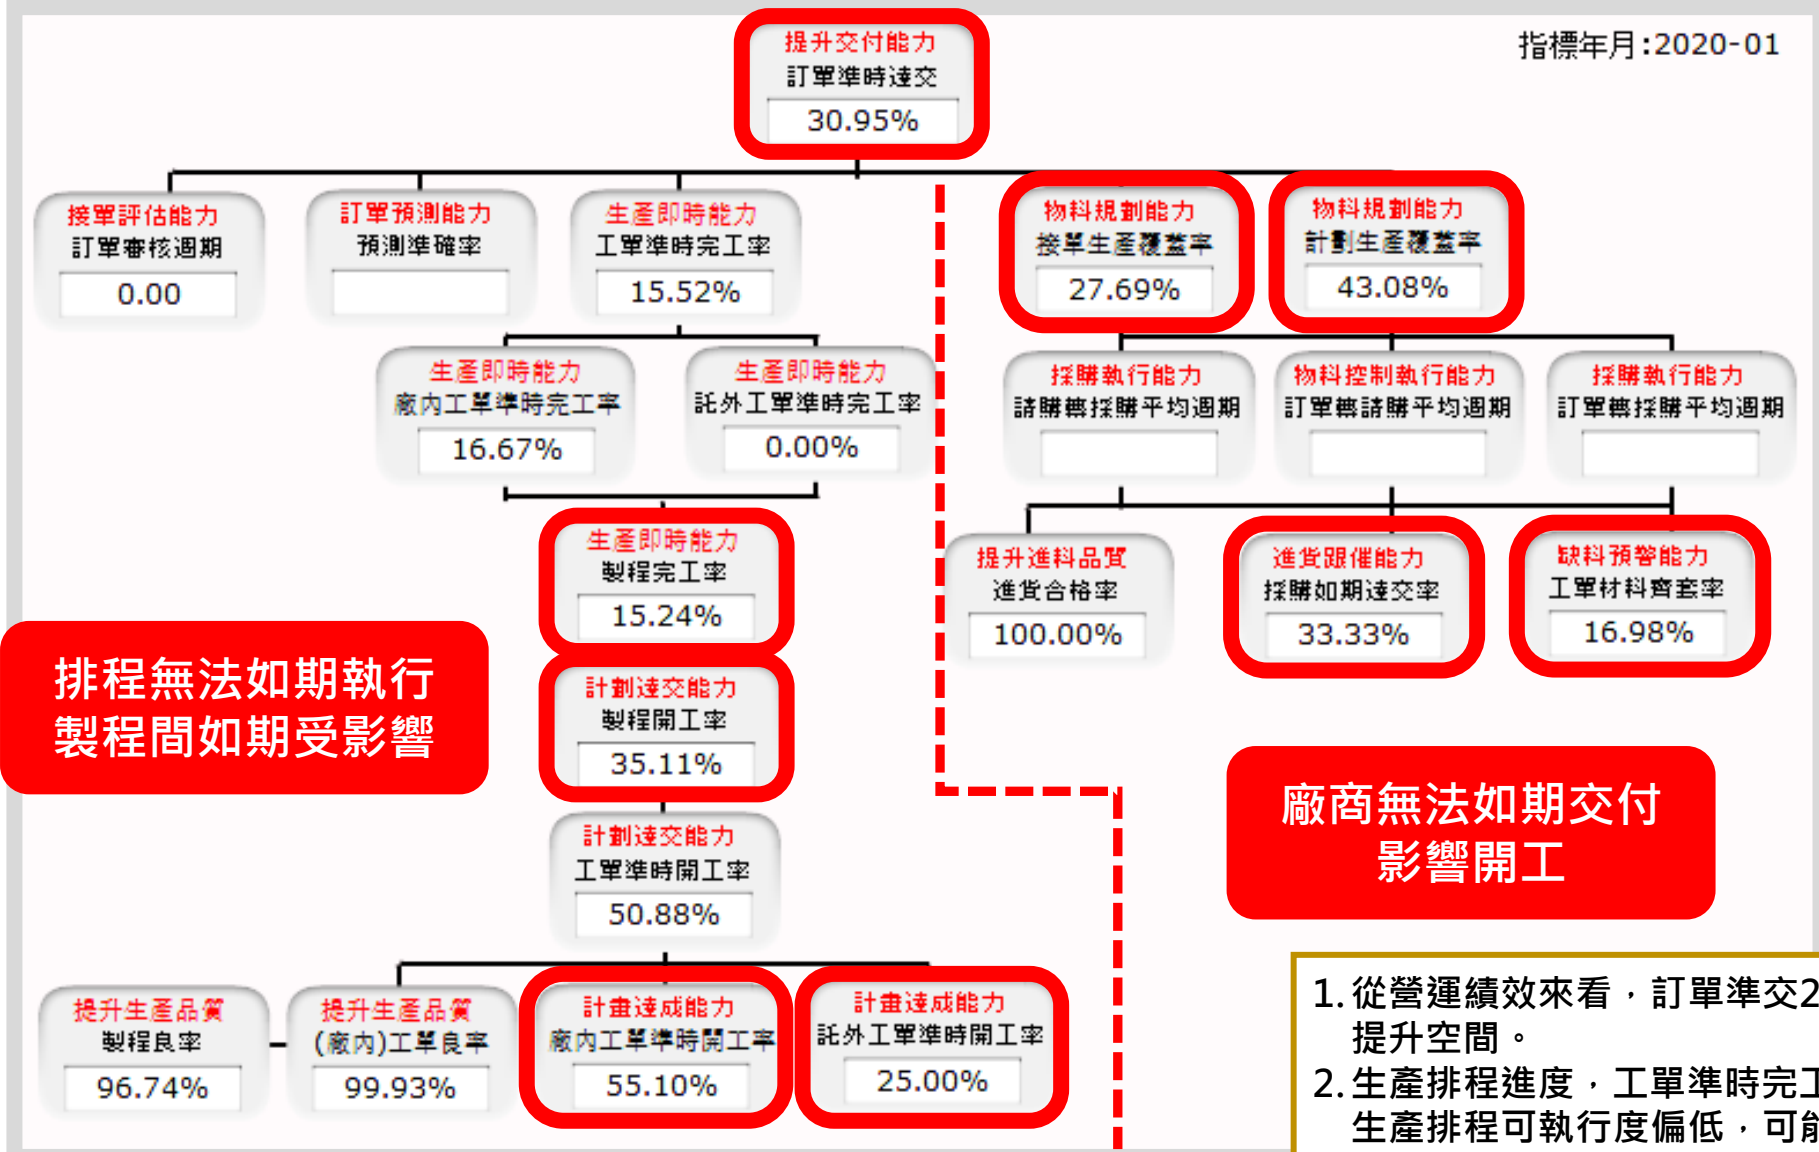 指標年月:2020-01
提升交付能力
訂單準時達交
30.95%
接單評估能力
訂單審核週期
0.00
訂單預測能力
預測準確率
生產即時能力
工單準時完工率
15.52%
物料規劃能力
接單生產覆蓋率
27.69%
物料規劃能力
計劃生產覆蓋率
43.08%
生產即時能力
廠內工單準時完工率
16.67%
生產即時能力
託外工單準時完工率
0.00%
採購執行能力
請購轉採購平均週期
物料控制執行能力
訂單轉請購平均週期
採購執行能力
訂單轉採購平均週期
生產即時能力
製程完工率
15.24%
提升進料品質
進貨合格率
100.00%
進貨跟催能力
採購如期達交率
33.33%
缺料預警能力
工單材料齊套率
16.98%
排程無法如期執行
製程間如期受影響
計劃達交能力
製程開工率
35.11%
廠商無法如期交付
影響開工
計劃達交能力
工單準時開工率
50.88%
提升生產品質
製程良率
96.74%
提升生產品質
(廠內)工單良率
99.93%
計畫達成能力
廠內工單準時開工率
55.10%
計畫達成能力
託外工單準時開工率
25.00%
1.從營運績效來看，訂單準交2
提升空間。
2.生產排程進度，工單準時完工
生產排程可執行度偏低，可能